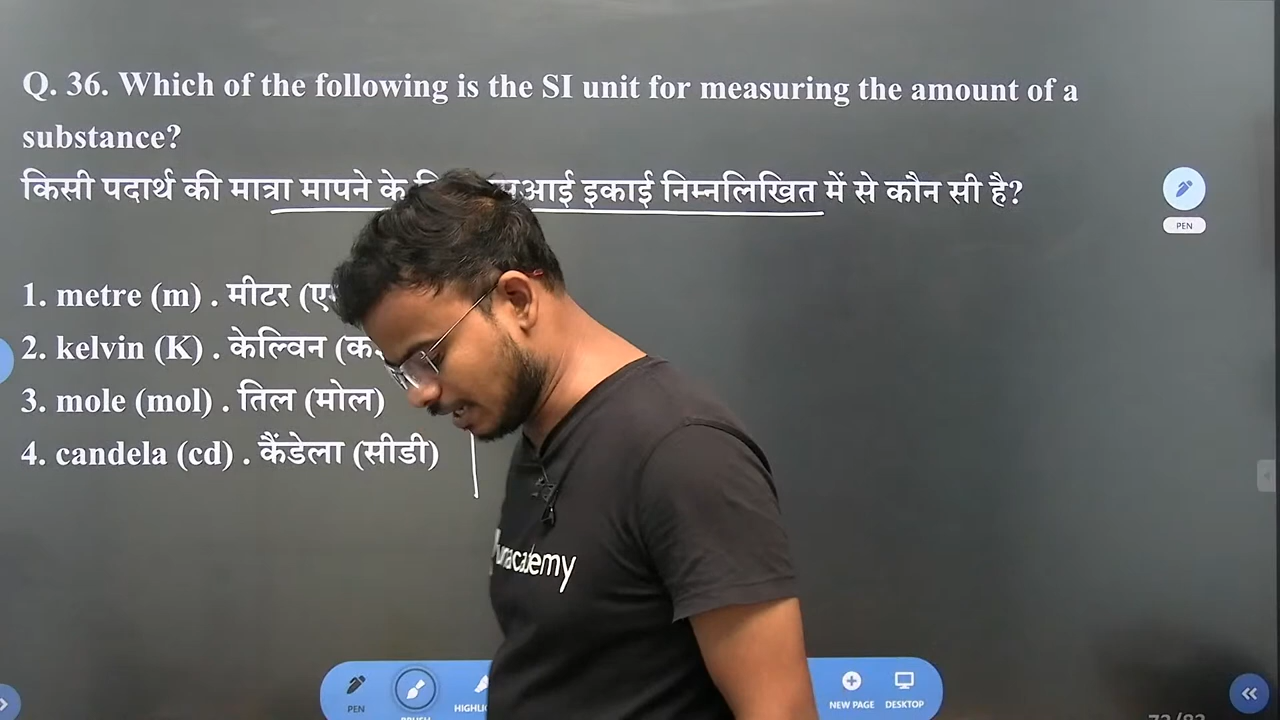 Q. 36. Which of the following is the SI unit for measuring the amount of a
substance?
किसी पदार्थ की मात्रा मापने के इकाई निम्नलिखित में से कौन सी है?
PEN
1. metre (m) . मीटर
2. kelvin (K) . केल्विन
3. mole (mol) . तिल (मोल)
4. candela (cd) . कैंडेला (सीडी)
PEN
NEW PAGE
DESKTOP